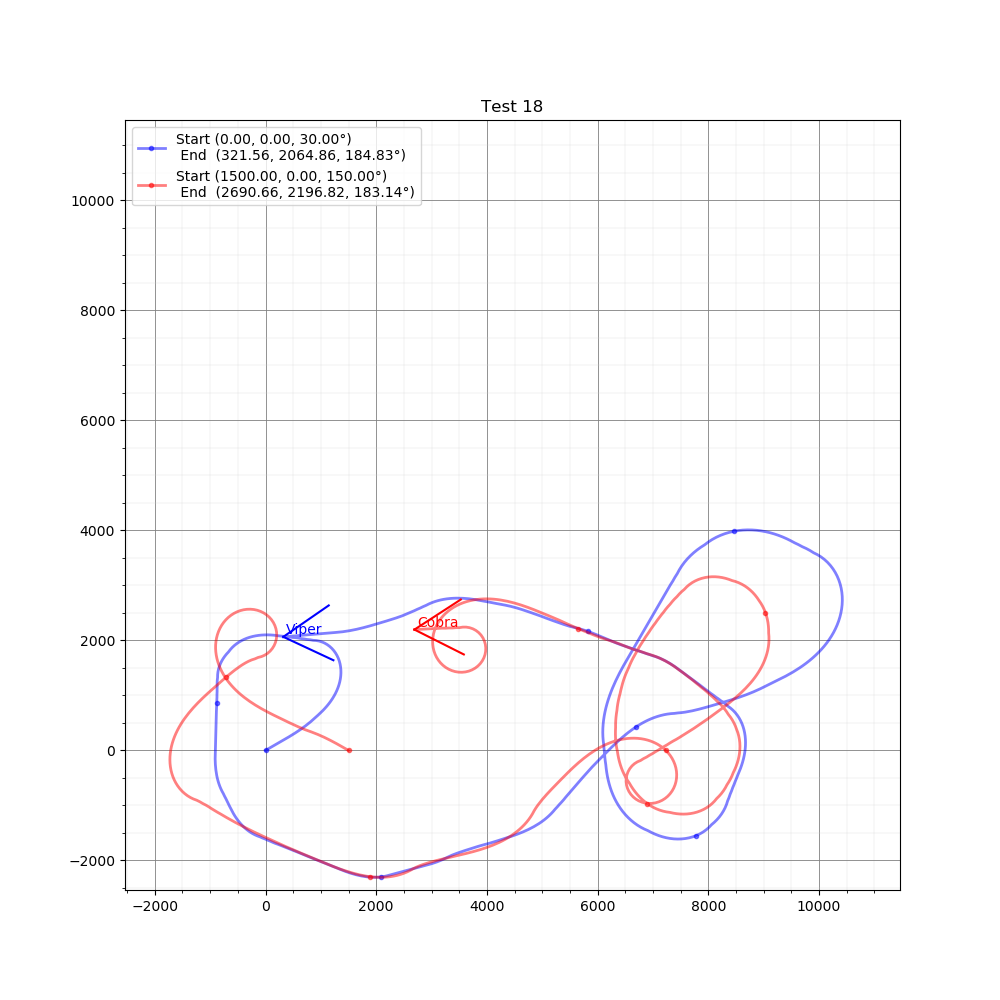 Test 18
Start (0.00, 0.00, 30.00°)
End (321.56, 2064.86, 184.83°)
Start (1500.00, 0.00, 150.00°)
End (2690.66, 2196.82, 183.14°)
10000
8000
6000
4000
2000
0
−2000
Viper
Cobra
−2000
0
2000
4000
6000
8000
10000